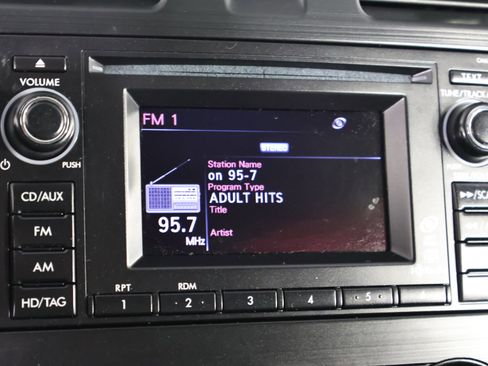 VOLUME
PUSH
CD/AUX
FM
AM
HD/TAG
FM 1
STEREO
Station Name
on 95-7
Program Type
ADULT HITS
Title
Artist
95.7
MHz
RPT
RDM
1
2
3
4
5
TEXT
TUNE/TRACK/